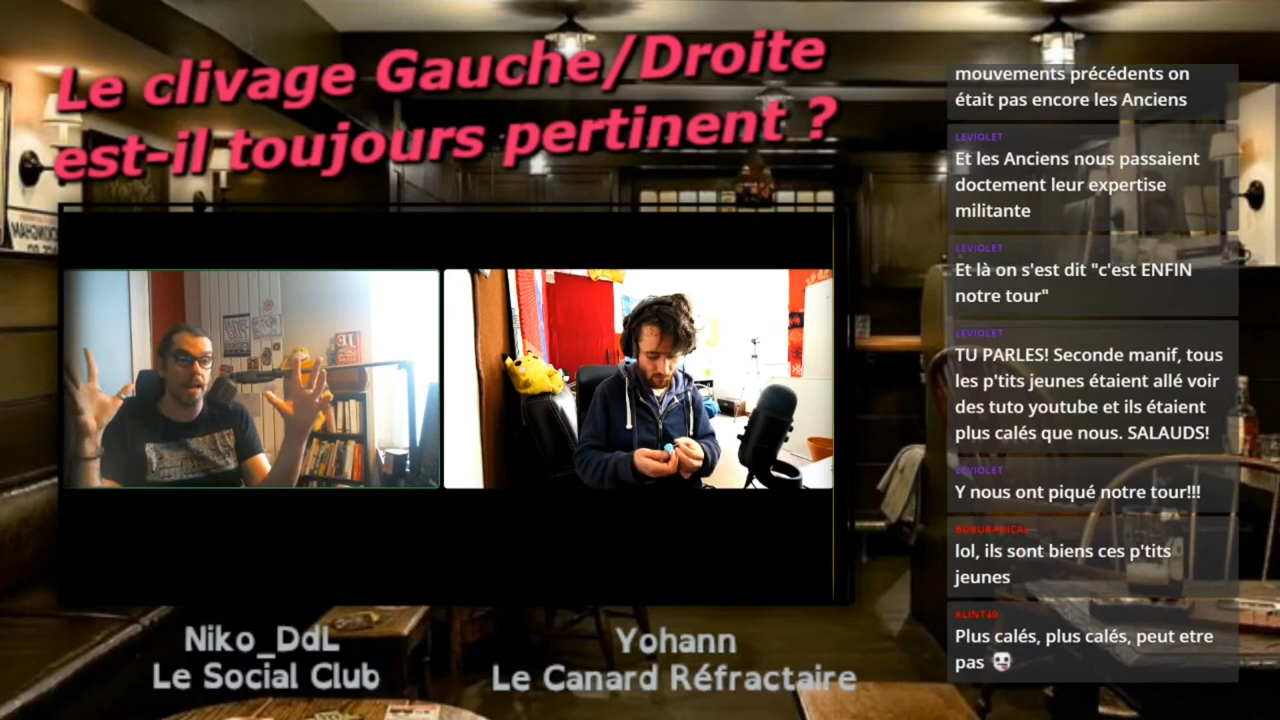 Le clivage Gauche/Droite
est-il toujours pertinent ?
mouvements précédents on
était pas encore les Anciens
LEVIOLET
Et les Anciens nous passaient
doctement leur expertise
militante
LEVIOLET
Et là on s'est dit "c'est ENFIN
notre tour"
LEVIOLET
TU PARLES! Seconde manif, tous
les p'tits jeunes étaient allé voir
des tuto youtube et ils étaient
plus calés que nous. SALAUDS!
LEVIOLET
Y nous ont piqué notre tour!!!
BUBURADICAL
lol, ils sont biens ces p'tits
jeunes
KLINT49
Plus calés, plus calés, peut etre
pas
Niko_DdL
Le Social Club
Yohann
Le Canard Réfractaire